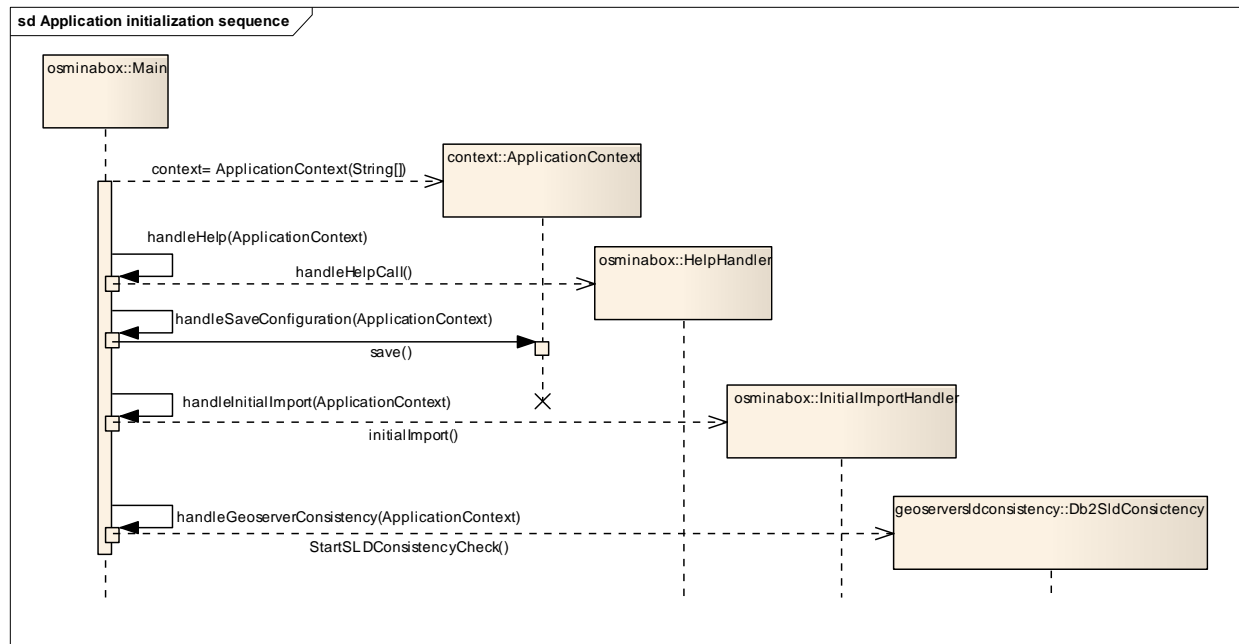 sd Application initialization sequence
osminabox::Main
context::ApplicationContext
context= ApplicationContext(String[])
handleHelp(ApplicationContext)
osminabox::HelpHandler
handleHelpCall()
handleSaveConfiguration(ApplicationContext)
save()
osminabox::InitialImportHandler
handleInitialImport(ApplicationContext)
initialImport()
geoserversldconsistency::Db2SldConsictency
handleGeoserverConsistency(ApplicationContext)
StartSLDConsistencyCheck()